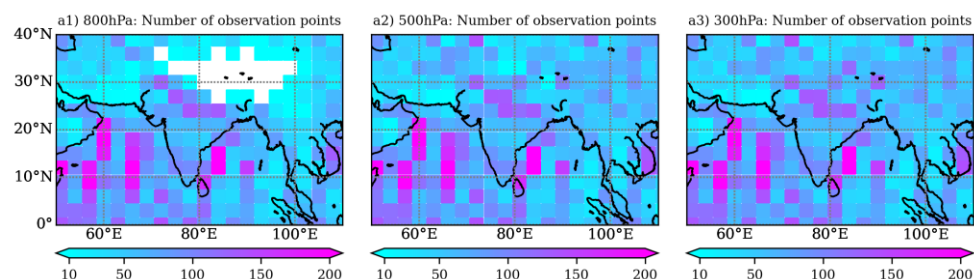 a1) 800hPa: Number of observation points
a2) 500hPa: Number of observation points
a3) 300hPa: Number of observation points
40°N
30°N
20°N
10°N
0°
60°E 80°E 100°E
60°E 80°E 100°E
60°E 80°E 100°E
10 50 100 150 200
10 50 100 150 200
10 50 100 150 200